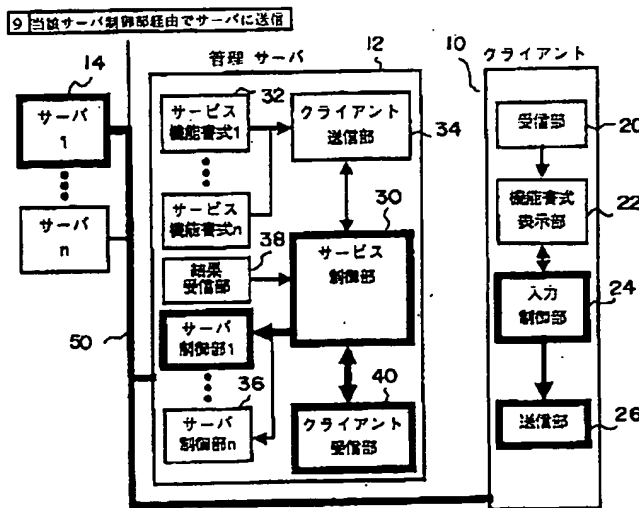 9 当該サーバ制御部経由でサーバに送信
管理 サーバ
12
10
クライアント
14
サーバ
1
サーバ
n
50
32
サービス
機能書式1
サービス
機能書式n
クライアント
送信部
34
30
サービス
制御部
38
結果
受信部
サーバ
制御部1
36
サーバ
制御部n
40
クライアント
受信部
受信部
20
機能書式
表示部
22
入力
制御部
24
送信部
26